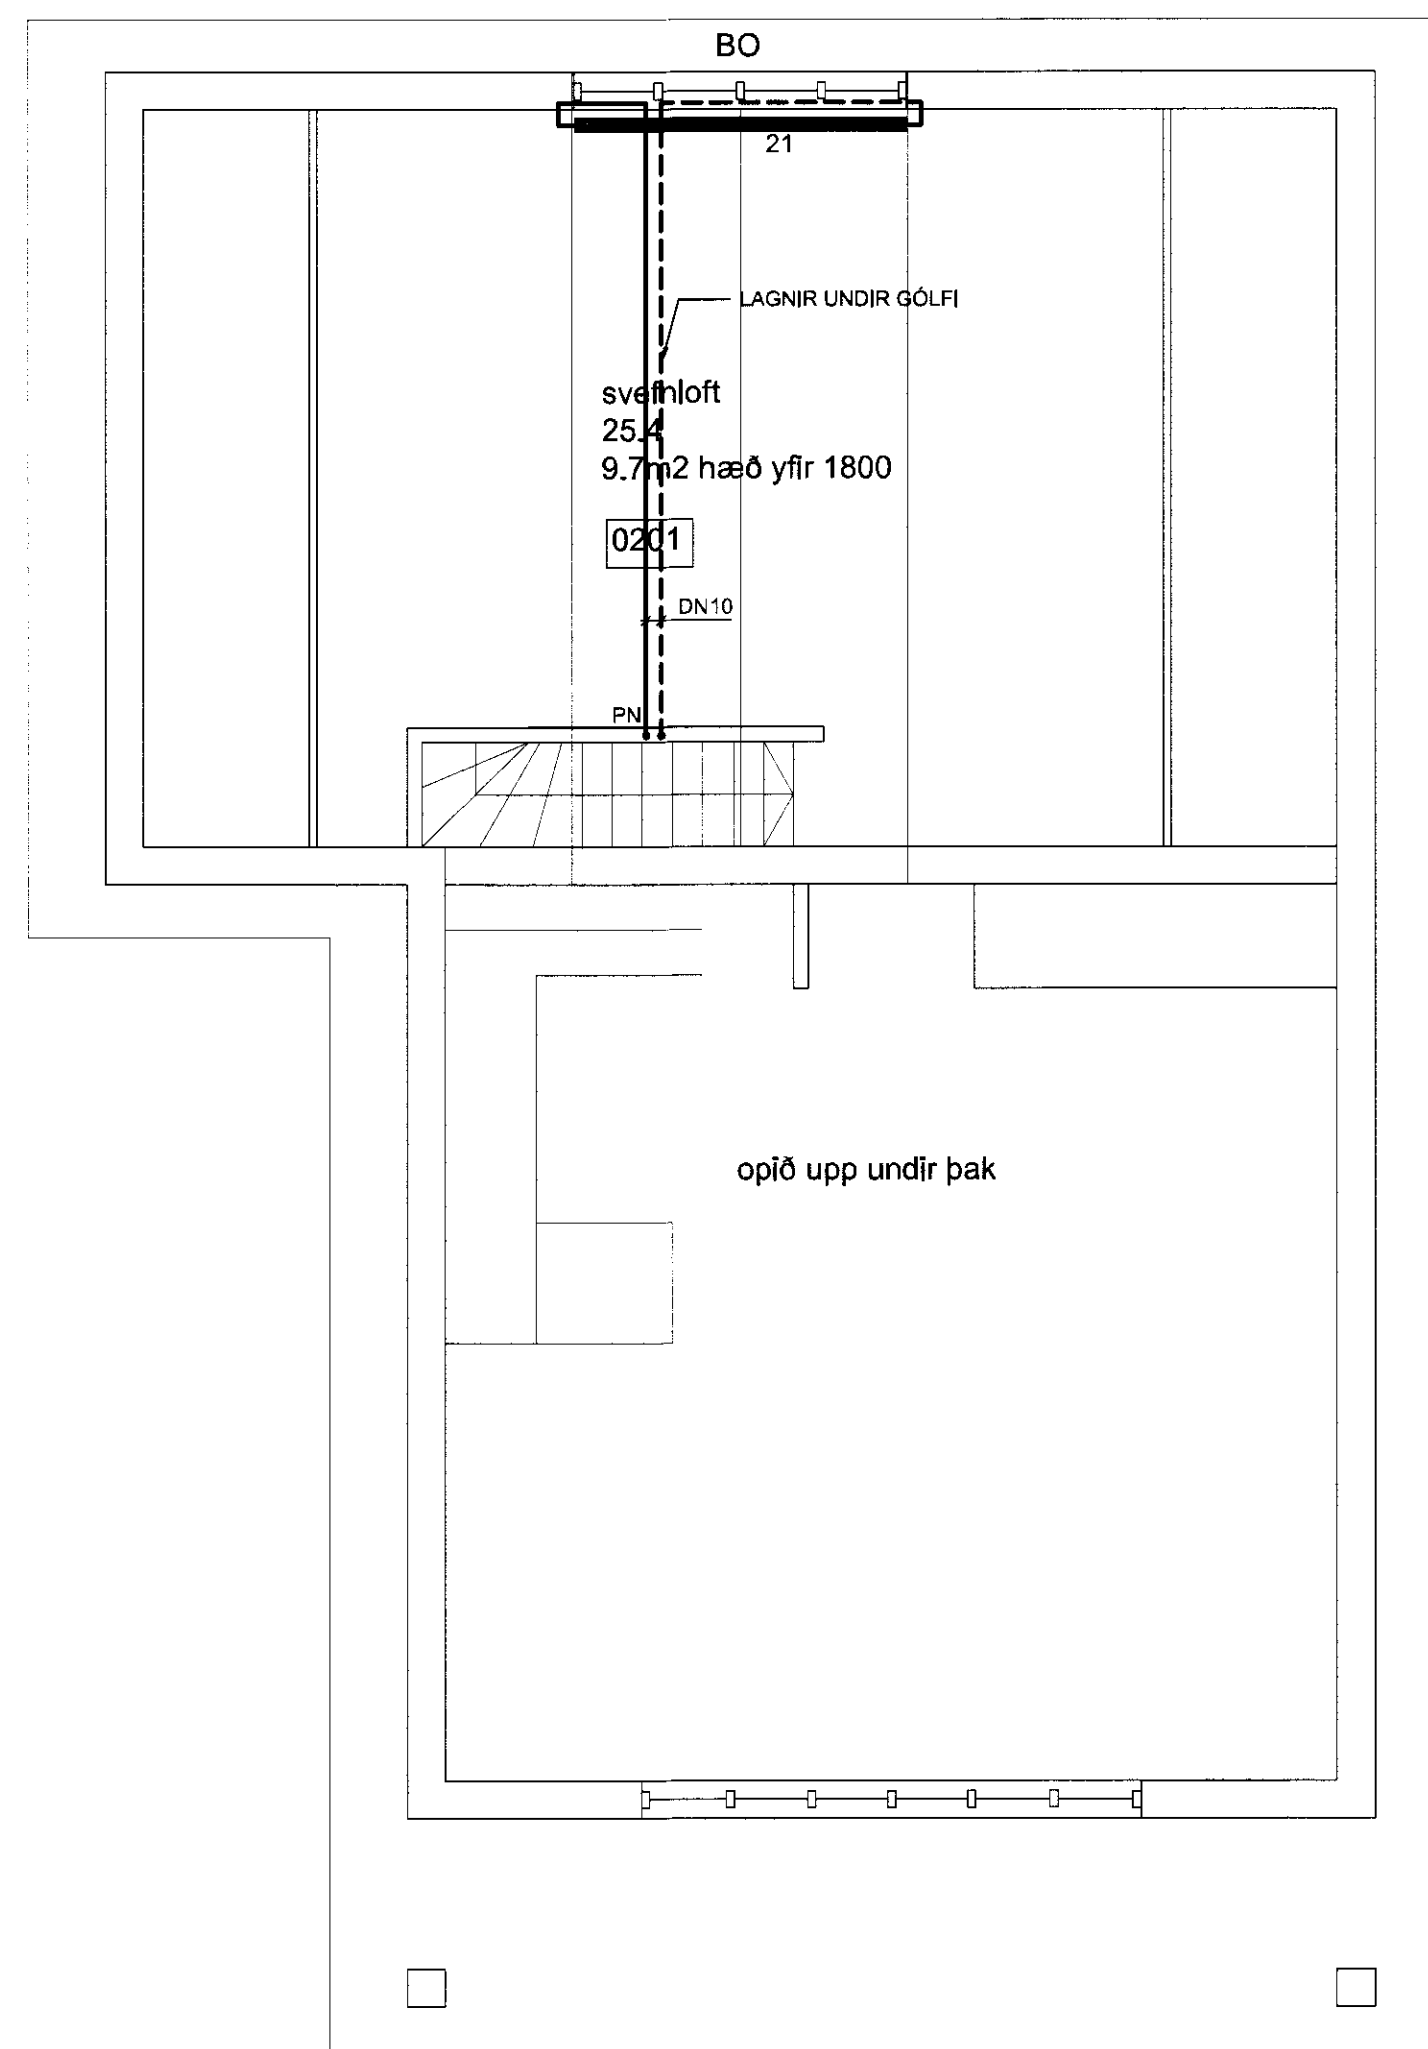 BO
21
LAGNIR UNDIR GÓLFI
svefnloft
25.4
9.7m2 hæð yfir 1800
0201
DN10
PN
opið upp undir þak